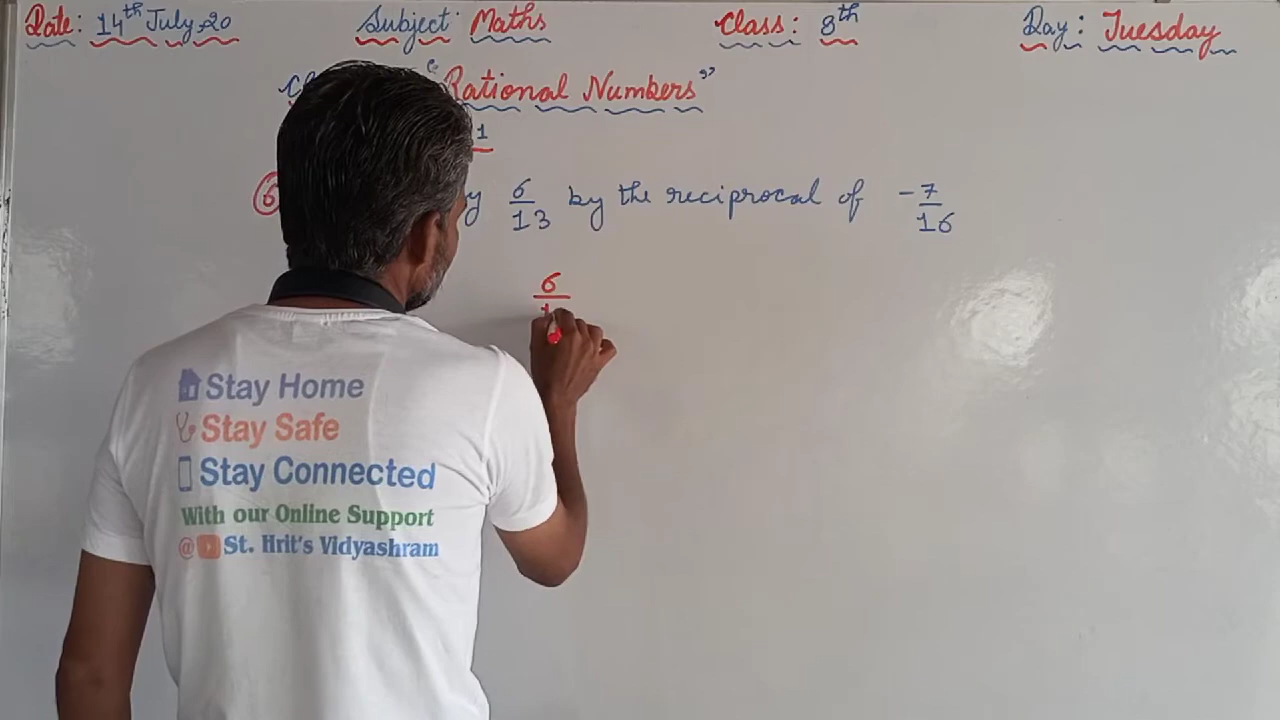 Date: 14th July, 20 Subject: Maths Class: 8th Day: Tuesday
"Rational Numbers"
1
6 6/13 by the reciprocal of -7/16
6
Stay Home
Stay Safe
Stay Connected
With our Online Support
@ St. Hrit's Vidyashram